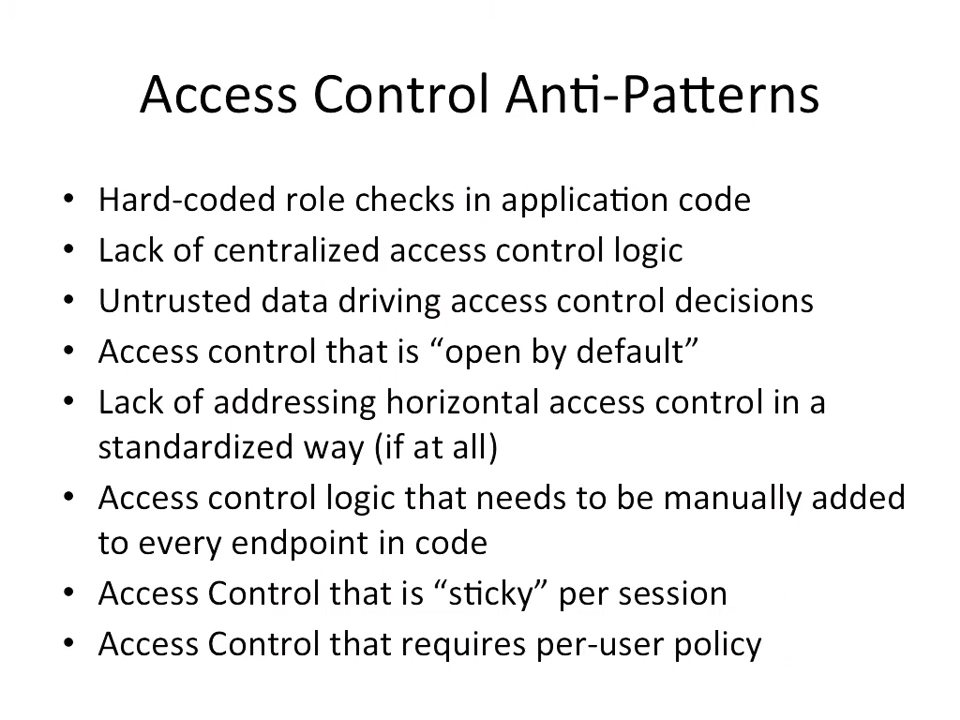 Access Control Anti-Patterns
• Hard-coded role checks in application code
• Lack of centralized access control logic
• Untrusted data driving access control decisions
• Access control that is “open by default”
• Lack of addressing horizontal access control in a
standardized way (if at all)
• Access control logic that needs to be manually added
to every endpoint in code
• Access Control that is “sticky” per session
• Access Control that requires per-user policy